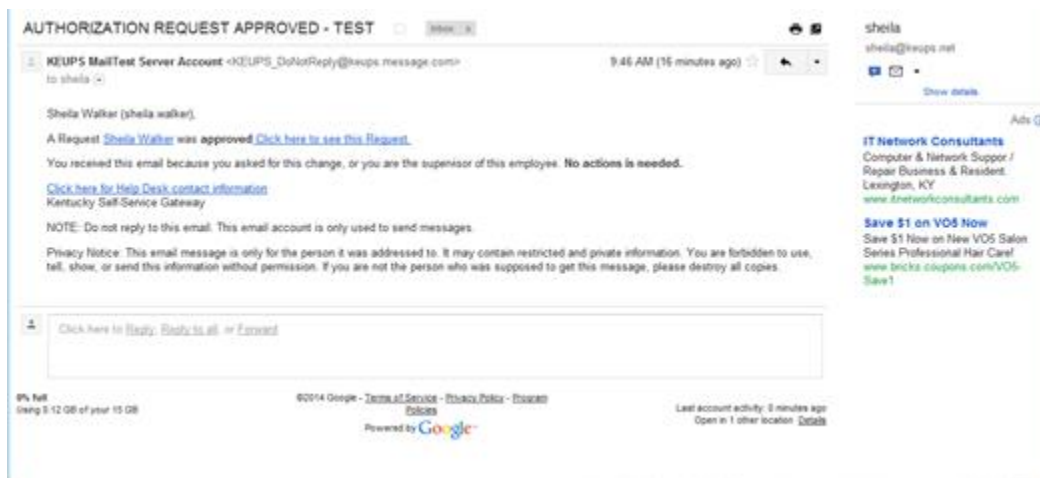 AUTHORIZATION REQUEST APPROVED - TEST
Inbox x
KEUPS MailTest Server Account <KEUPS_DoNotReply@keups.message.com>
9:46 AM (16 minutes ago)
to sheila
Sheila Walker (sheila.walker),
A Request Sheila Walker was approved Click here to see this Request.
You received this email because you asked for this change, or you are the supervisor of this employee. No actions is needed.
Click here for Help Desk contact information
Kentucky Self-Service Gateway
NOTE: Do not reply to this email. This email account is only used to send messages.
Privacy Notice: This email message is only for the person it was addressed to. It may contain restricted and private information. You are forbidden to use,
tell, show, or send this information without permission. If you are not the person who was supposed to get this message, please destroy all copies.
Click here to Reply, Reply to all, or Forward
0% full
Using 0.12 GB of your 15 GB
©2014 Google - Terms of Service - Privacy Policy - Program
Policies
Powered by Google
Last account activity: 0 minutes ago
Open in 1 other location Details
sheila
sheila@keups.net
Show details
Ads
IT Network Consultants
Computer & Network Suppor /
Repair Business & Resident.
Lexington, KY
www.itnetworkconsultants.com
Save $1 on VO5 Now
Save $1 Now on New VO5 Salon
Series Professional Hair Care!
www.bricks.coupons.com/VO5-
Save1